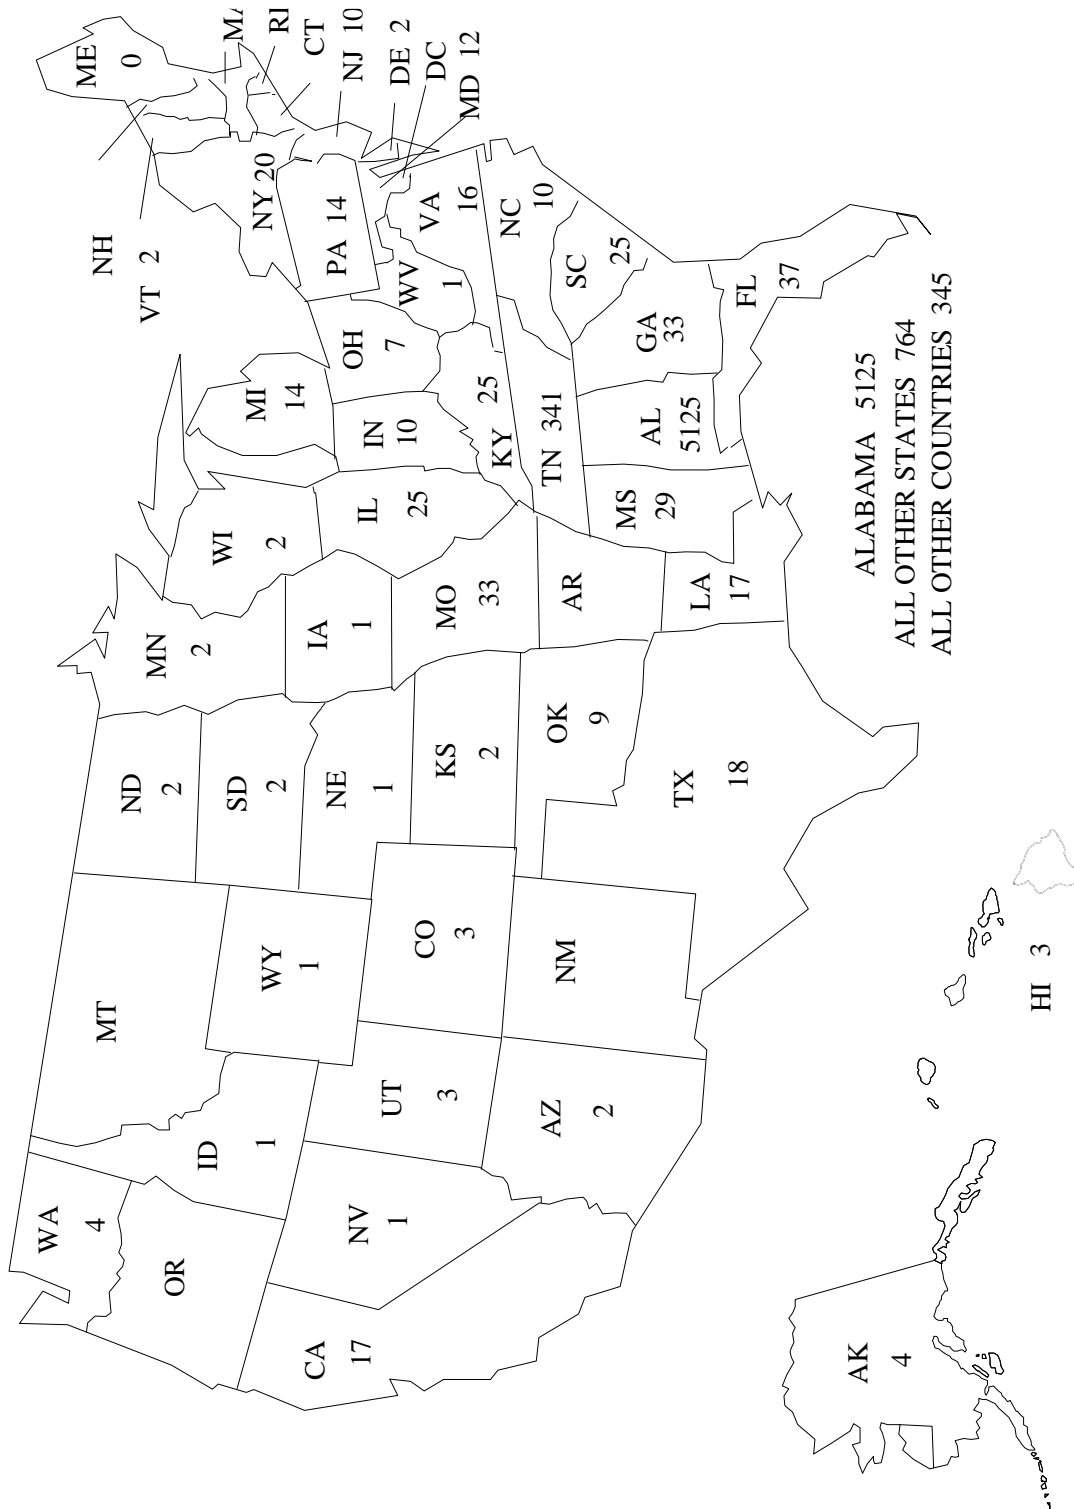 WA
4
OR
CA
17
NV
1
ID
1
MT
WY
1
UT
3
AZ
2
CO
3
NM
ND
2
SD
2
NE
1
KS
2
OK
9
TX
18
MN
2
IA
1
MO
33
AR
LA
17
WI
2
IL
25
MI
14
IN
10
OH
7
KY 25
TN 341
MS
29
AL
5125
GA
33
FL
37
SC
25
NC
10
VA
16
WV
1
PA 14
NY 20
VT 2
NH
ME
0
RI
CT
NJ 10
DE 2
DC
MD 12
AK
4
HI 3
ALABAMA 5125
ALL OTHER STATES 764
ALL OTHER COUNTRIES 345